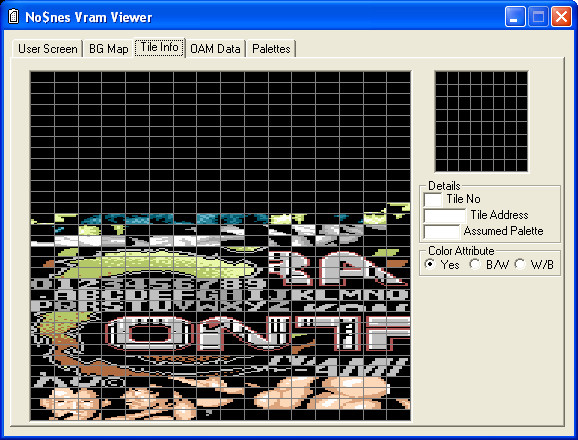 No$nes Vram Viewer
User Screen BG Map Tile Info OAM Data Palettes
Details
Tile No
Tile Address
Assumed Palette
Color Attribute
Yes B/W W/B